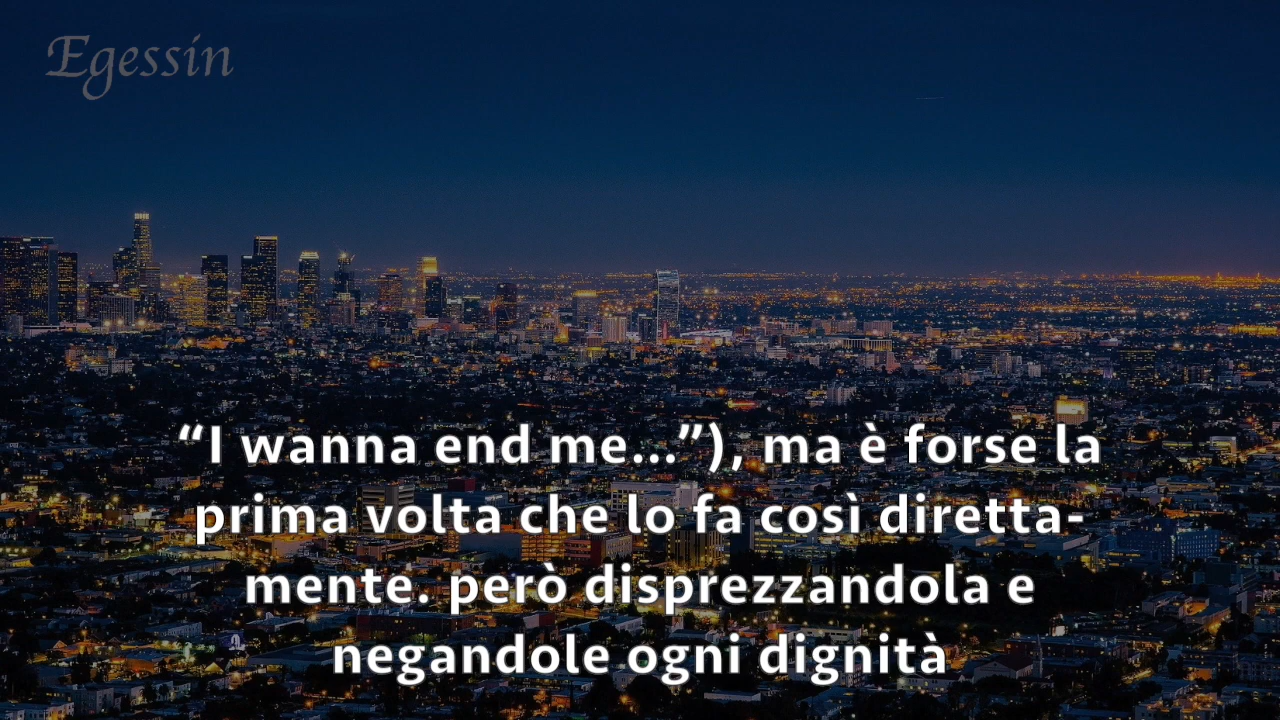 Egessin
“I wanna end me...”), ma è forse la
prima volta che lo fa così diretta-
mente. però disprezzandola e
negandole ogni dignità